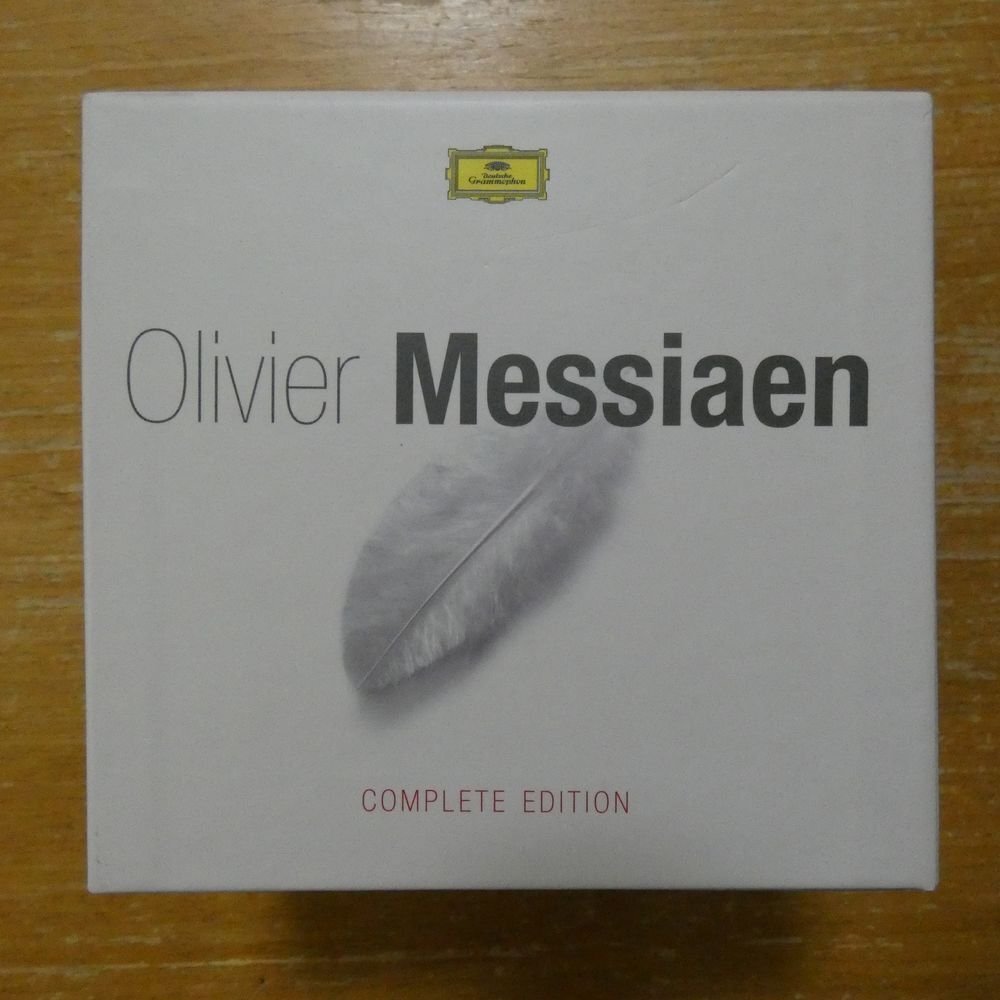 Deutsche
Grammophon
Olivier Messiaen
COMPLETE EDITION